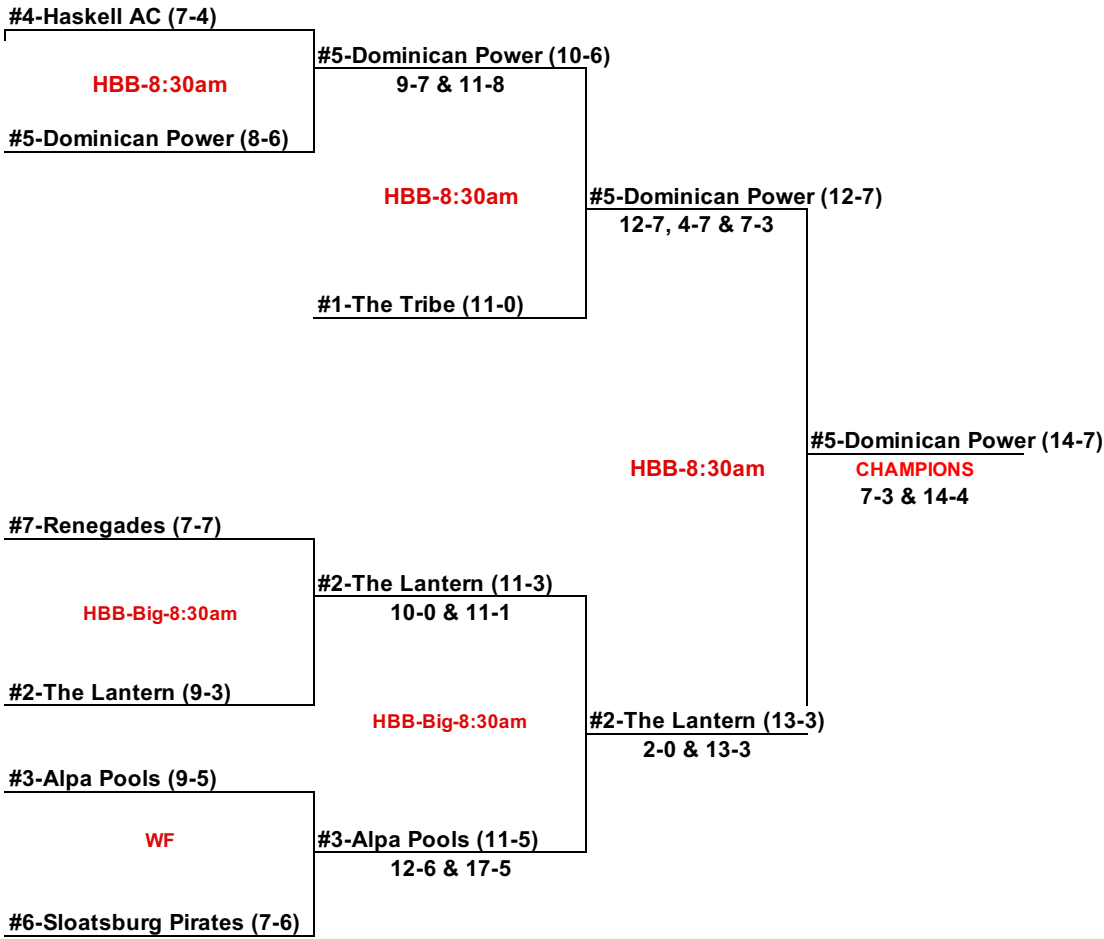 #4-Haskell AC (7-4)
#5-Dominican Power (10-6)
HBB-8:30am
9-7 & 11-8
#5-Dominican Power (8-6)
HBB-8:30am
#5-Dominican Power (12-7)
12-7, 4-7 & 7-3
#1-The Tribe (11-0)
#5-Dominican Power (14-7)
HBB-8:30am
CHAMPIONS
7-3 & 14-4
#7-Renegades (7-7)
#2-The Lantern (11-3)
HBB-Big-8:30am
10-0 & 11-1
#2-The Lantern (9-3)
HBB-Big-8:30am
#2-The Lantern (13-3)
2-0 & 13-3
#3-Alpa Pools (9-5)
WF
#3-Alpa Pools (11-5)
12-6 & 17-5
#6-Sloatsburg Pirates (7-6)